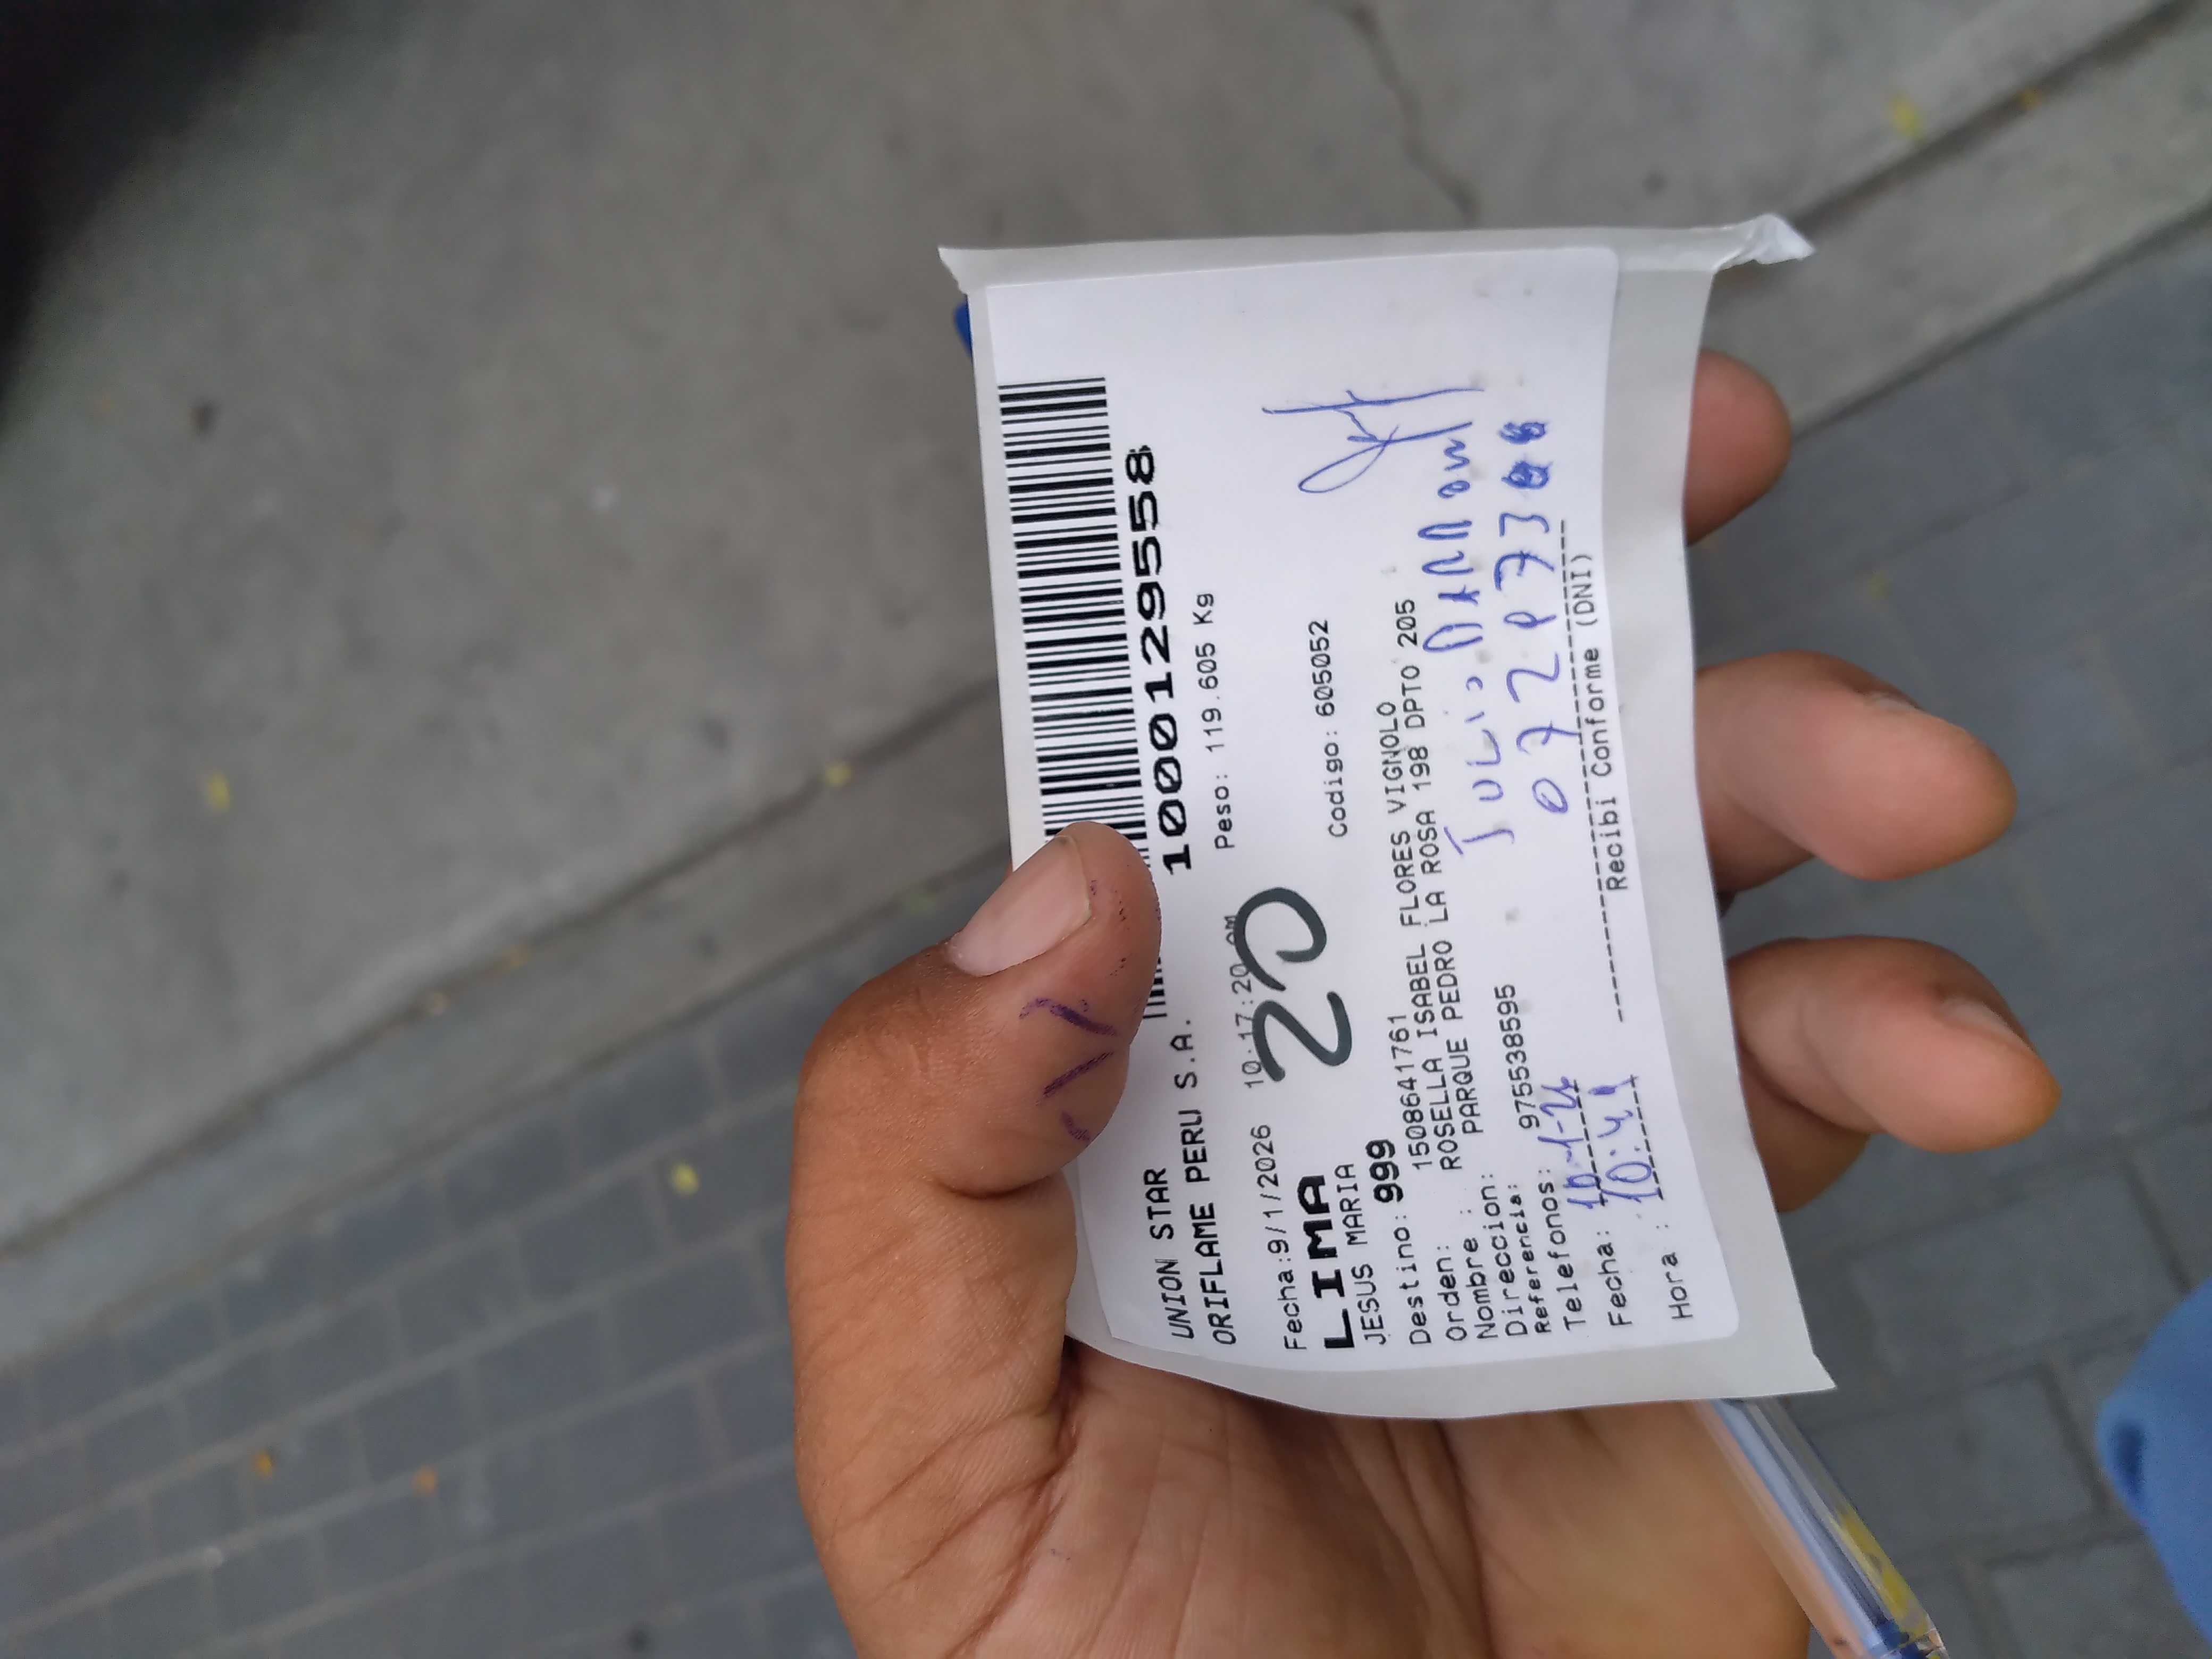 UNION STAR
ORIFLAME PERU S.A.
10001129558
Fecha:9/1/2026 10:17:20 am
Peso: 119.605 Kg
20
LIMA
JESUS MARIA
Codigo: 605052
Destino: 999
Orden: 1508641761
Nombre : ROSELLA ISABEL FLORES VIGNOLO
Direccion: PARQUE PEDRO LA ROSA 198 DPTO 205
Referencia:
Telefonos: 975538595
JULIO
Fecha: 10-1-26
Hora : 10:41
Recibi Conforme (DNI)